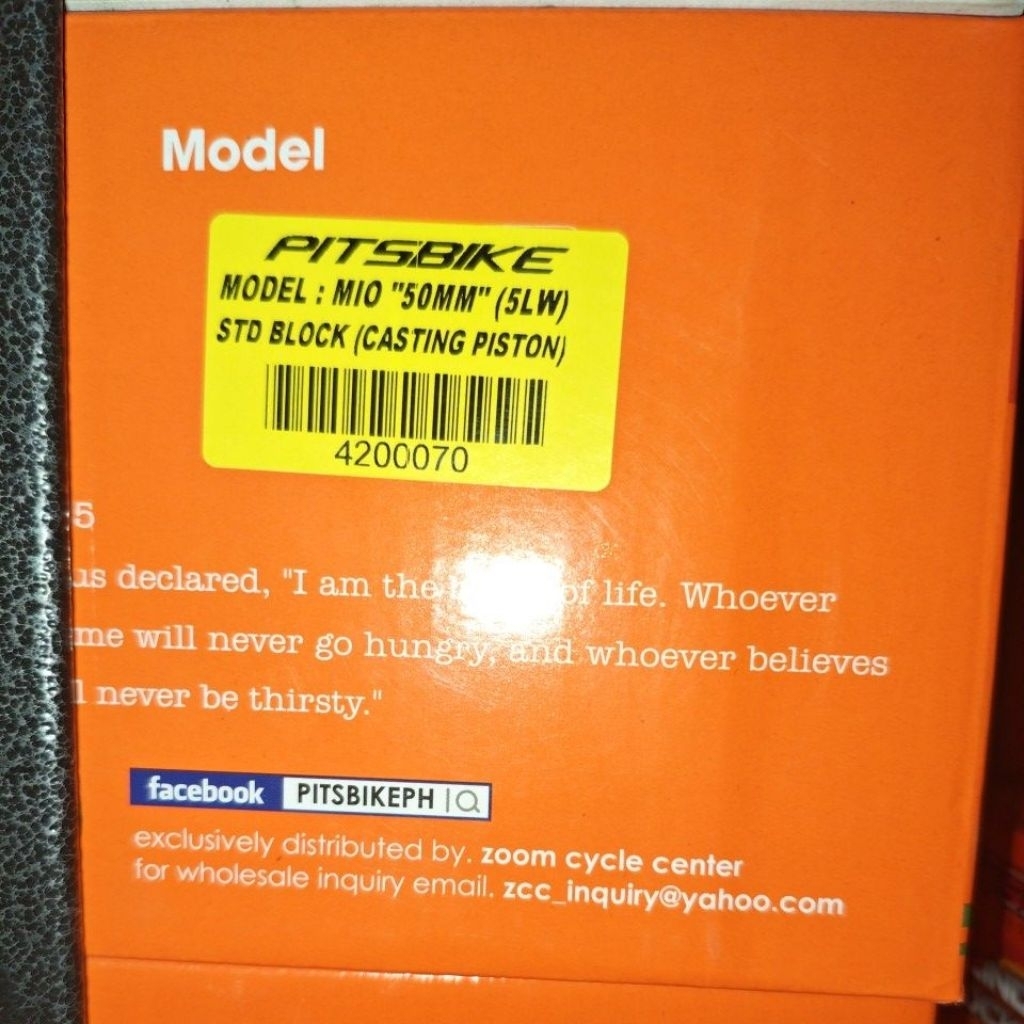 Model
PITSBIKE
MODEL : MIO "50MM" (5LW)
STD BLOCK (CASTING PISTON)
4200070
5
us declared, "I am the of life. Whoever
me will never go hungry, and whoever believes
l never be thirsty."
facebook PITSBIKEPH
exclusively distributed by. zoom cycle center
for wholesale inquiry email. zcc_inquiry@yahoo.com